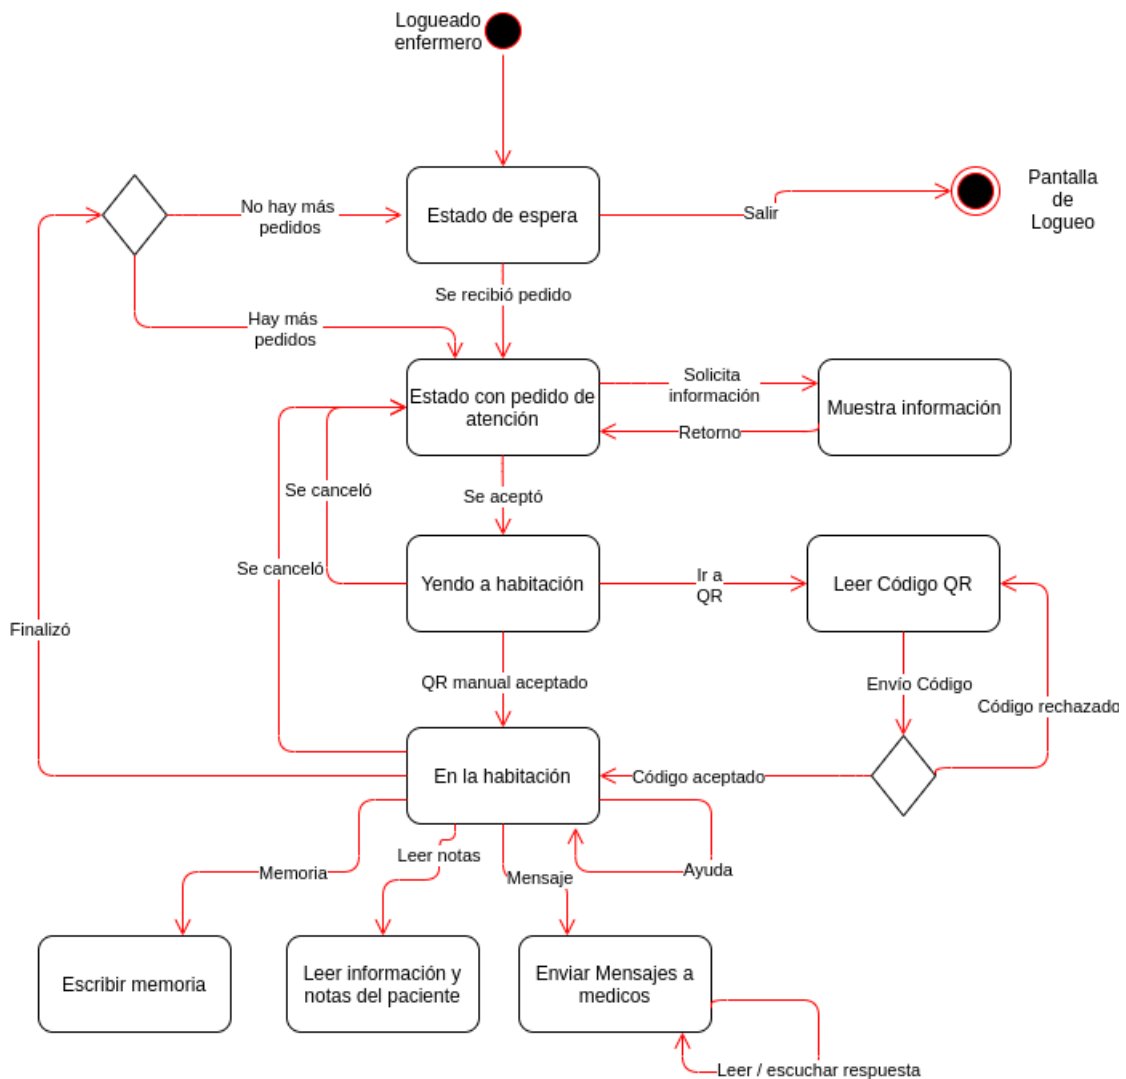 Logueado
enfermero
Pantalla
de
Logueo
No hay más
pedidos
Estado de espera
Salir
Se recibió pedido
Hay más
pedidos
Solicita
información
Estado con pedido de
atención
Muestra información
Retorno
Se canceló
Se aceptó
Se canceló
Yendo a habitación
Ir a
QR
Leer Código QR
Finalizó
QR manual aceptado
Envío Código
Código rechazado
En la habitación
Código aceptado
Leer notas
Memoria
Mensaje
Ayuda
Escribir memoria
Leer información y
notas del paciente
Enviar Mensajes a
medicos
Leer / escuchar respuesta